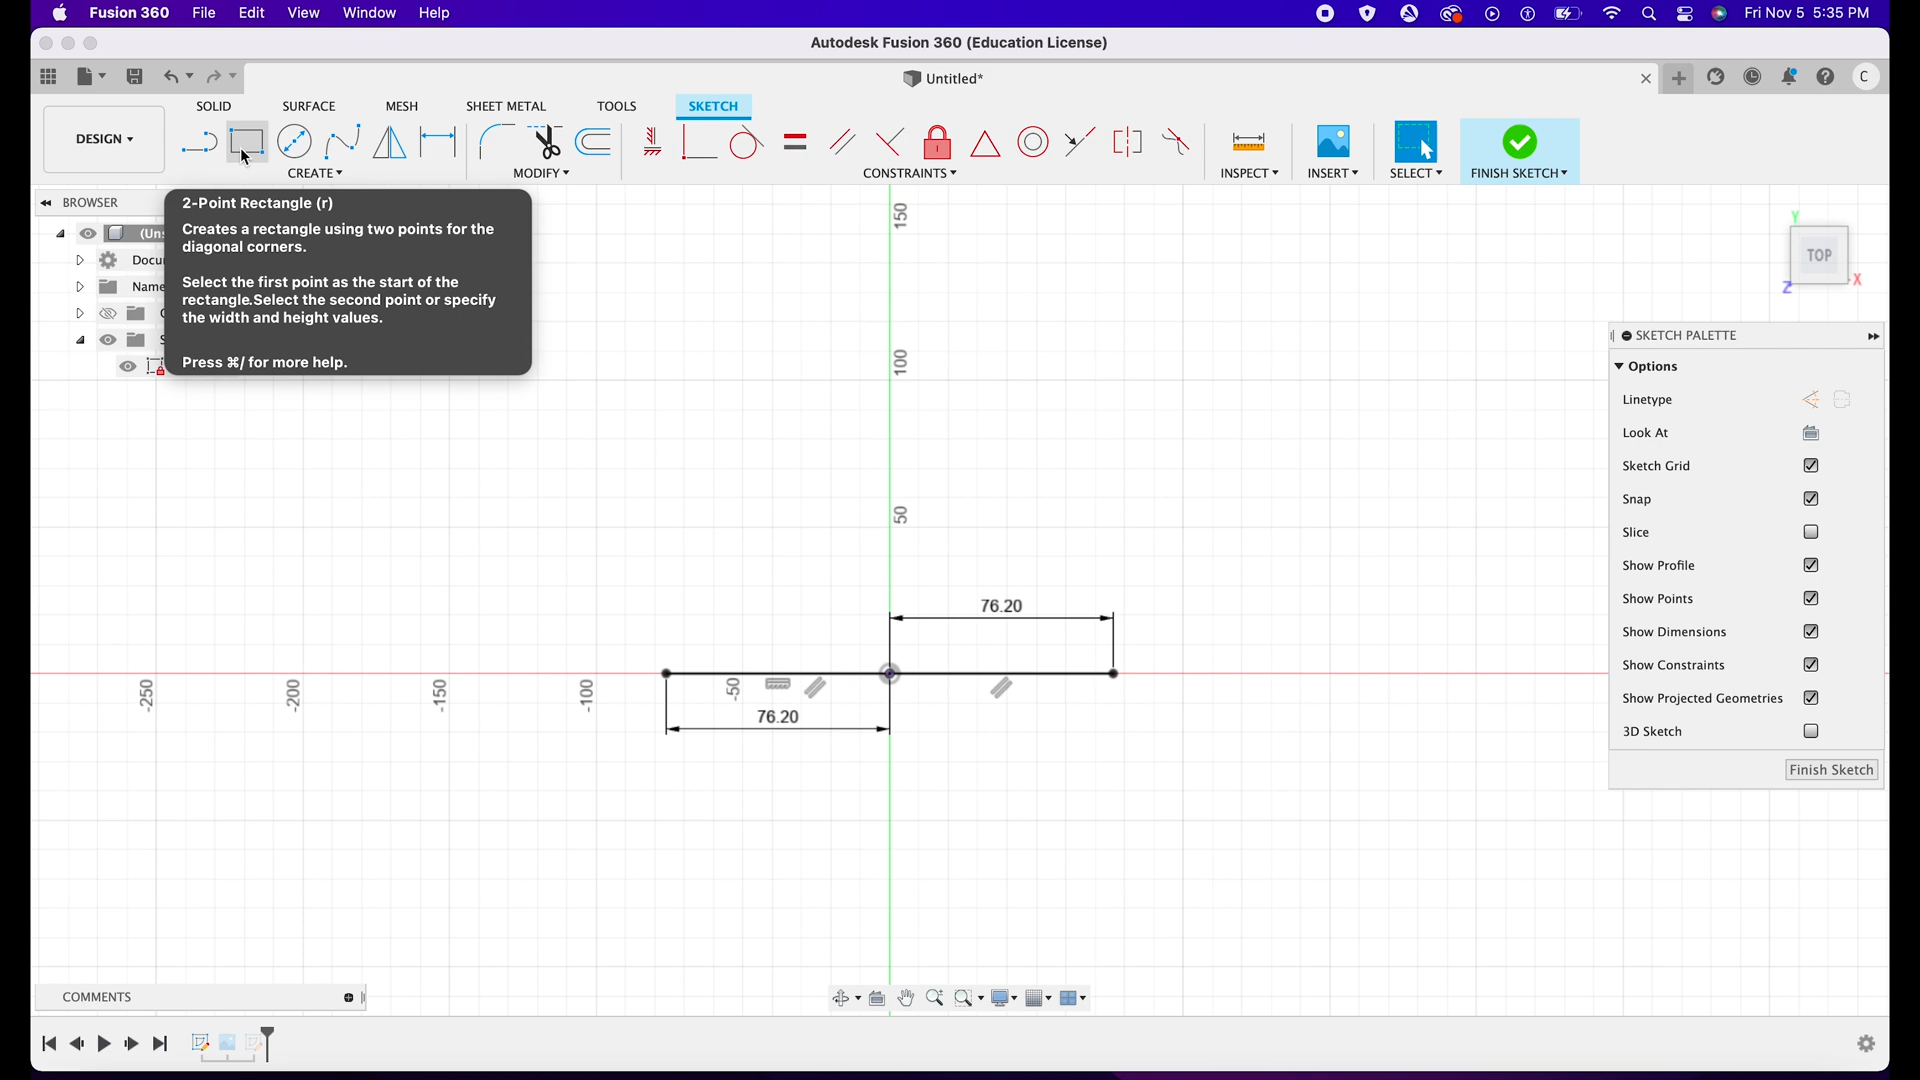 Fusion 360 File Edit View Window Help
Fri Nov 5 5:35 PM
Autodesk Fusion 360 (Education License)
Untitled*
C
SOLID SURFACE MESH SHEET METAL TOOLS SKETCH
DESIGN
CREATE MODIFY CONSTRAINTS INSPECT INSERT SELECT FINISH SKETCH
BROWSER
(Uns
Docu
Name
2-Point Rectangle (r)
Creates a rectangle using two points for the
diagonal corners.
Select the first point as the start of the
rectangle.Select the second point or specify
the width and height values.
Press ⌘/ for more help.
150
100
50
TOP
Y
X
Z
SKETCH PALETTE
Options
Linetype
Look At
Sketch Grid
Snap
Slice
Show Profile
Show Points
Show Dimensions
Show Constraints
Show Projected Geometries
3D Sketch
Finish Sketch
76.20
-250
-200
-150
-100
-50
76.20
COMMENTS